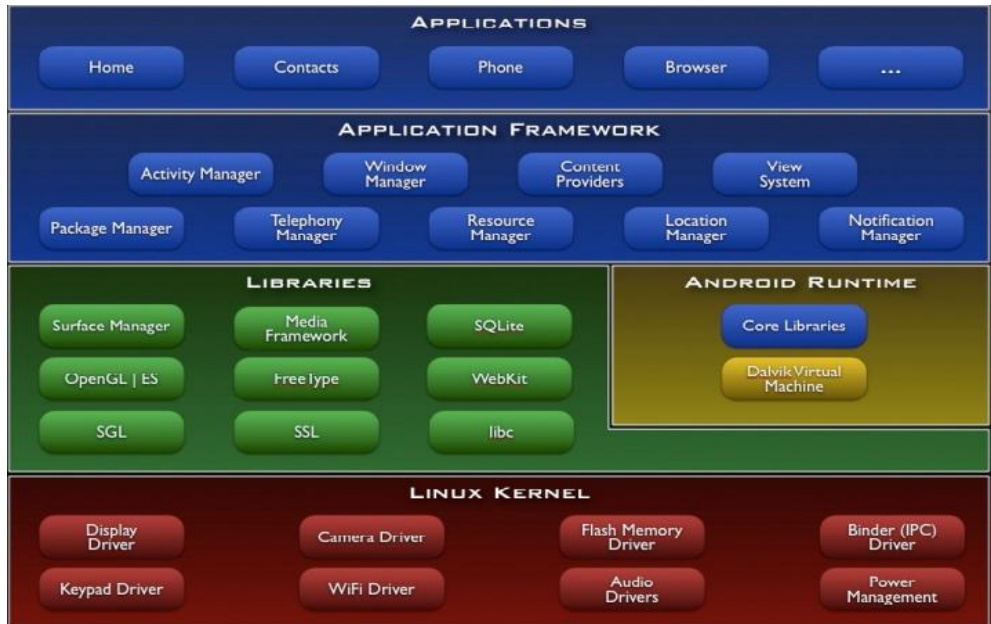 APPLICATIONS
Home
Contacts
Phone
Browser
...
APPLICATION FRAMEWORK
Activity Manager
Window
Manager
Content
Providers
View
System
Package Manager
Telephony
Manager
Resource
Manager
Location
Manager
Notification
Manager
LIBRARIES
Surface Manager
Media
Framework
SQLite
OpenGL | ES
FreeType
WebKit
SGL
SSL
libc
ANDROID RUNTIME
Core Libraries
Dalvik Virtual
Machine
LINUX KERNEL
Display
Driver
Camera Driver
Flash Memory
Driver
Binder (IPC)
Driver
Keypad Driver
WiFi Driver
Audio
Drivers
Power
Management